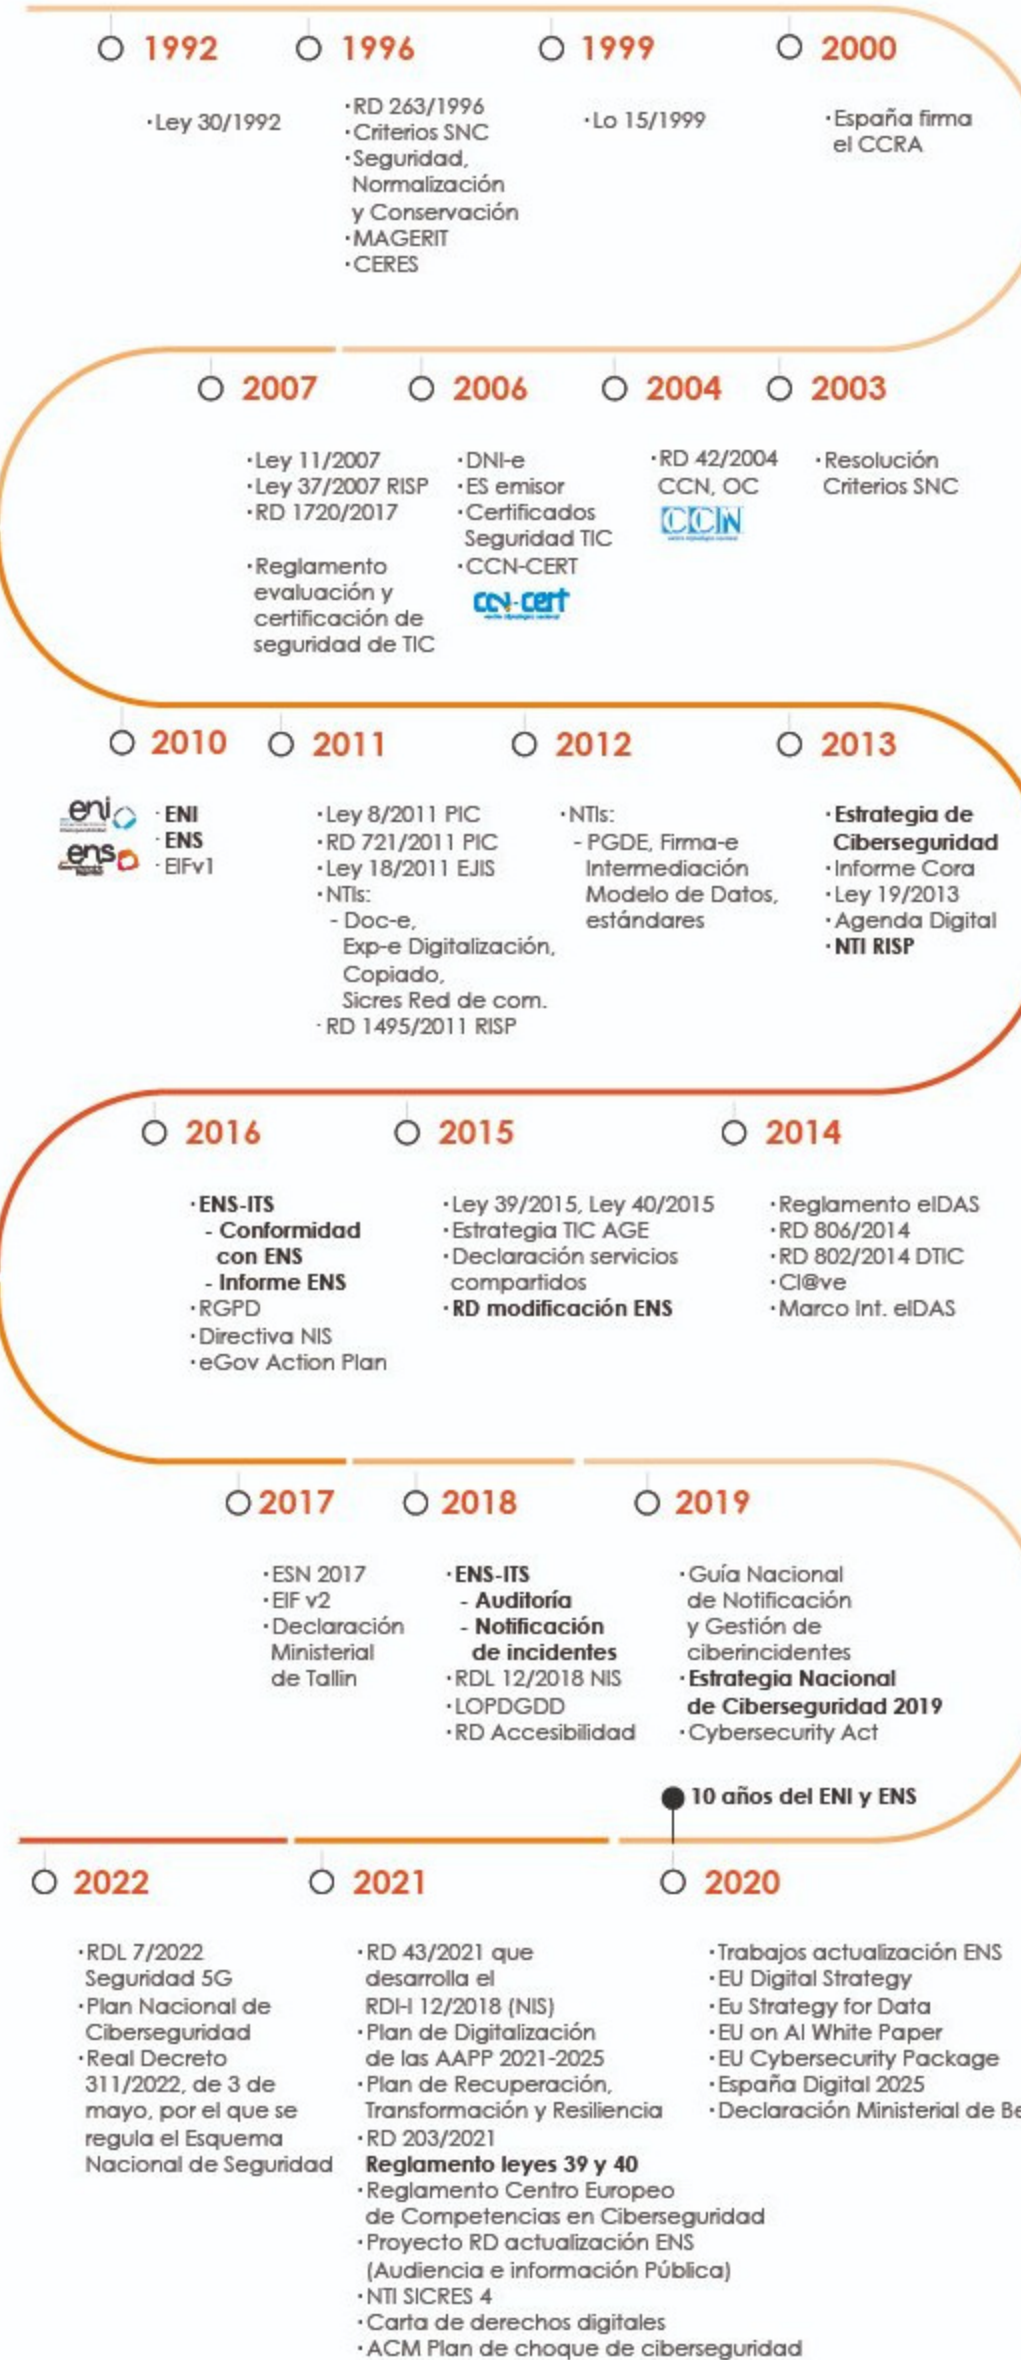 1992
·Ley 30/1992
1996
·RD 263/1996
·Criterios SNC
·Seguridad,
Normalización
y Conservación
·MAGERIT
·CERES
1999
·Lo 15/1999
2000
·España firma
el CCRA
2007
·Ley 11/2007
·Ley 37/2007 RISP
·RD 1720/2017
·Reglamento
evaluación y
certificación de
seguridad de TIC
2006
·DNI-e
·ES emisor
·Certificados
Seguridad TIC
·CCN-CERT
ccn-cert
2004
·RD 42/2004
CCN, OC
CCN
2003
·Resolución
Criterios SNC
2010
eni
ens
·ENI
·ENS
·EIFv1
2011
·Ley 8/2011 PIC
·RD 721/2011 PIC
·Ley 18/2011 EJIS
·NTIs:
- Doc-e,
Exp-e Digitalización,
Copiado,
Sicres Red de com.
·RD 1495/2011 RISP
2012
·NTIs:
- PGDE, Firma-e
Intermediación
Modelo de Datos,
estándares
2013
·Estrategia de
Ciberseguridad
·Informe Cora
·Ley 19/2013
·Agenda Digital
·NTI RISP
2016
·ENS-ITS
- Conformidad
con ENS
- Informe ENS
·RGPD
·Directiva NIS
·eGov Action Plan
2015
·Ley 39/2015, Ley 40/2015
·Estrategia TIC AGE
·Declaración servicios
compartidos
·RD modificación ENS
2014
·Reglamento eIDAS
·RD 806/2014
·RD 802/2014 DTIC
·Cl@ve
·Marco Int. eIDAS
2017
·ESN 2017
·EIF v2
·Declaración
Ministerial
de Tallin
2018
·ENS-ITS
- Auditoría
- Notificación
de incidentes
·RDL 12/2018 NIS
·LOPDGDD
·RD Accesibilidad
2019
·Guía Nacional
de Notificación
y Gestión de
ciberincidentes
·Estrategia Nacional
de Ciberseguridad 2019
·Cybersecurity Act
10 años del ENI y ENS
2022
·RDL 7/2022
Seguridad 5G
·Plan Nacional de
Ciberseguridad
·Real Decreto
311/2022, de 3 de
mayo, por el que se
regula el Esquema
Nacional de Seguridad
2021
·RD 43/2021 que
desarrolla el
RDl-l 12/2018 (NIS)
·Plan de Digitalización
de las AAPP 2021-2025
·Plan de Recuperación,
Transformación y Resiliencia
·RD 203/2021
Reglamento leyes 39 y 40
·Reglamento Centro Europeo
de Competencias en Ciberseguridad
·Proyecto RD actualización ENS
(Audiencia e información Pública)
·NTI SICRES 4
·Carta de derechos digitales
·ACM Plan de choque de ciberseguridad
2020
·Trabajos actualización ENS
·EU Digital Strategy
·Eu Strategy for Data
·EU on AI White Paper
·EU Cybersecurity Package
·España Digital 2025
·Declaración Ministerial de Be